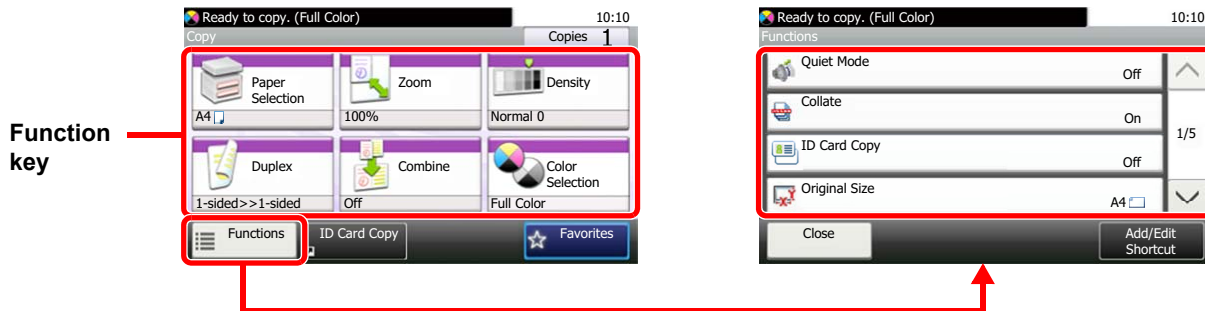 Function
key
Ready to copy. (Full Color) 10:10
Copy Copies 1
Paper
Selection
A4
Zoom
100%
Density
Normal 0
Duplex
1-sided>>1-sided
Combine
Off
Color
Selection
Full Color
Functions
ID Card Copy
Favorites
Ready to copy. (Full Color) 10:10
Functions
Quiet Mode
Off
Collate
On
1/5
ID Card Copy
Off
Original Size
A4
Close
Add/Edit
Shortcut